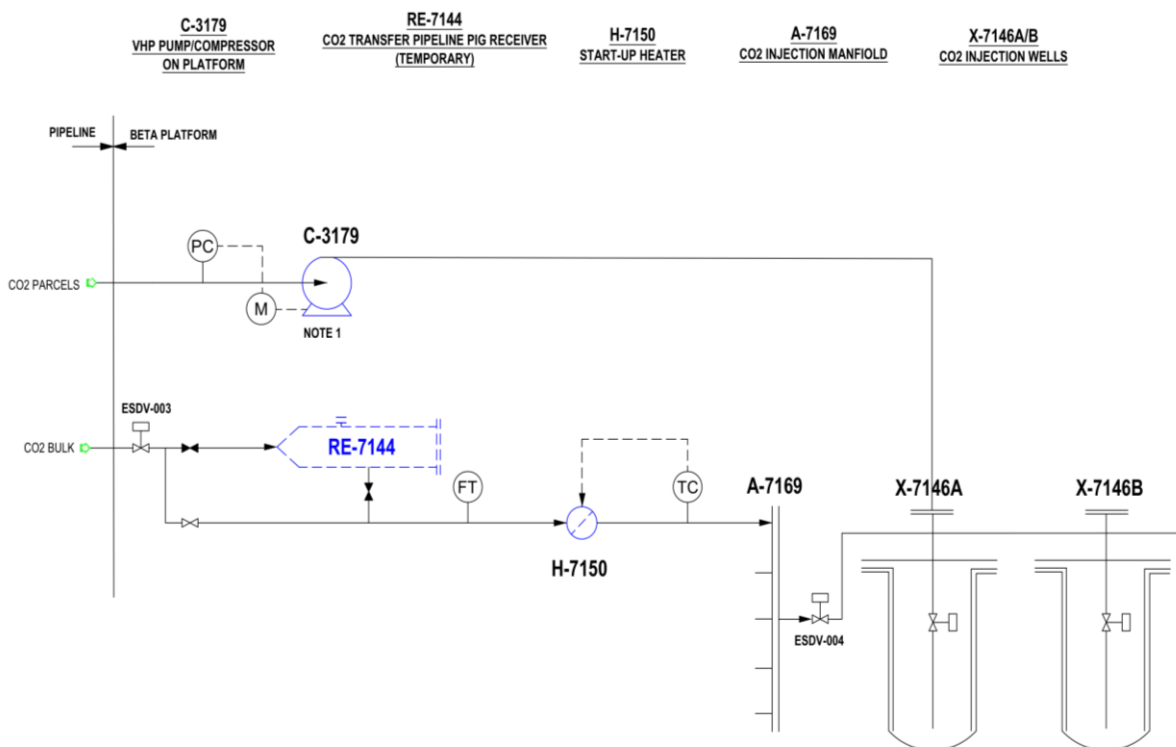 C-3179
VHP PUMP/COMPRESSOR
ON PLATFORM
RE-7144
CO2 TRANSFER PIPELINE PIG RECEIVER
(TEMPORARY)
H-7150
START-UP HEATER
A-7169
CO2 INJECTION MANFIOLD
X-7146A/B
CO2 INJECTION WELLS
PIPELINE
BETA PLATFORM
PC
C-3179
CO2 PARCELS
M
NOTE 1
ESDV-003
CO2 BULK
RE-7144
FT
TC
A-7169
X-7146A
X-7146B
H-7150
ESDV-004